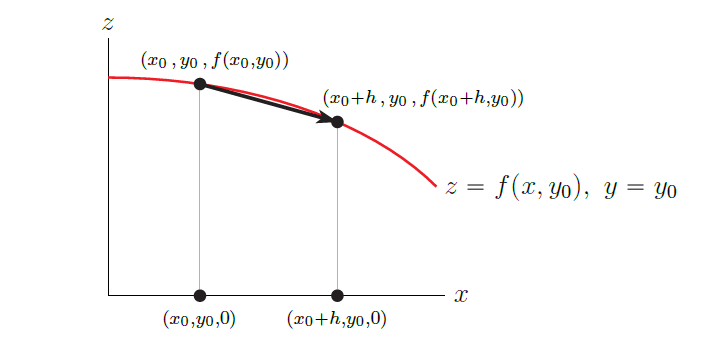 z
(x₀ , y₀ , f(x₀,y₀))
(x₀+h , y₀ , f(x₀+h,y₀))
z = f(x, y₀), y = y₀
x
(x₀,y₀,0)
(x₀+h,y₀,0)